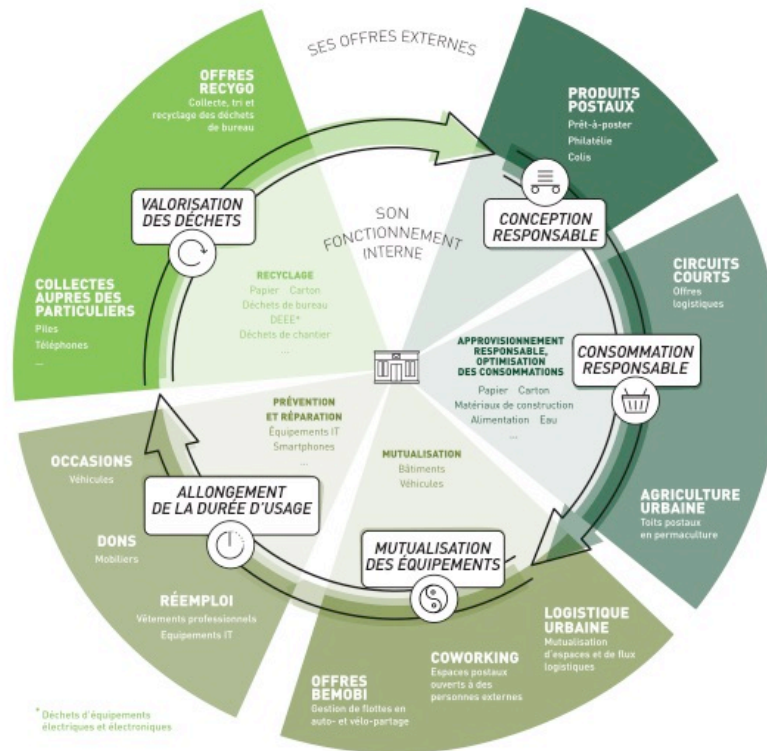 SES OFFRES EXTERNES
OFFRES
RECYGO
Collecte, tri et
recyclage des déchets
de bureau
PRODUITS
POSTAUX
Prêt-à-poster
Philatélie
Colis
VALORISATION
DES DÉCHETS
SON
FONCTIONNEMENT
INTERNE
CONCEPTION
RESPONSABLE
COLLECTES
AUPRES DES
PARTICULIERS
Piles
Téléphones
...
RECYCLAGE
Papier Carton
Déchets de bureau
DEEE*
Déchets de chantier
...
CIRCUITS
COURTS
Offres
logistiques
APPROVISIONNEMENT
RESPONSABLE,
OPTIMISATION
DES CONSOMMATIONS
Papier Carton
Matériaux de construction
Alimentation Eau
...
CONSOMMATION
RESPONSABLE
PRÉVENTION
ET RÉPARATION
Équipements IT
Smartphones
...
MUTUALISATION
Bâtiments
Véhicules
OCCASIONS
Véhicules
ALLONGEMENT
DE LA DURÉE D'USAGE
AGRICULTURE
URBAINE
Toits postaux
en permaculture
DONS
Mobiliers
MUTUALISATION
DES ÉQUIPEMENTS
RÉEMPLOI
Vêtements professionnels
Equipements IT
LOGISTIQUE
URBAINE
Mutualisation
d'espaces et de flux
logistiques
COWORKING
Espaces postaux
ouverts à des
personnes externes
OFFRES
BEMOBI
Gestion de flottes en
auto- et vélo-partage
* Déchets d'équipements
électriques et électroniques